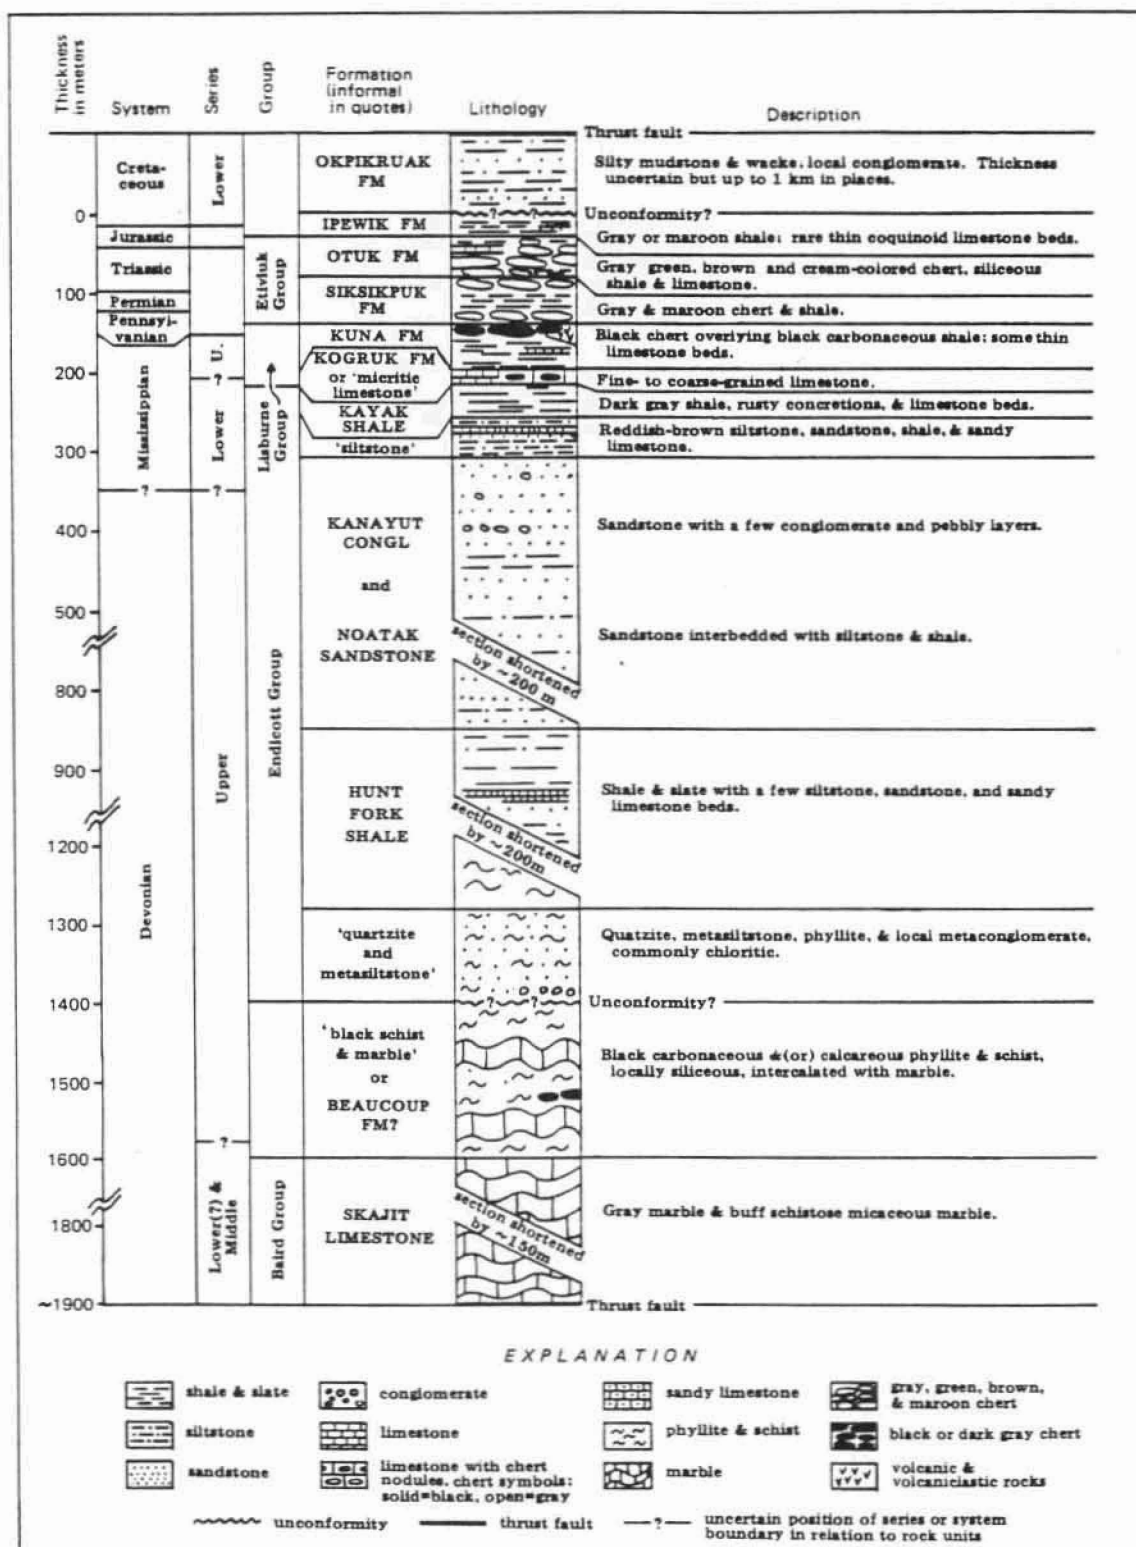 Thickness
in meters
System
Series
Group
Formation
(informal
in quotes)
Lithology
Description
Thrust fault
Creta-
ceous
Lower
OKPIKRUAK
FM
Silty mudstone & wacke, local conglomerate. Thickness
uncertain but up to 1 km in places.
0
? ?
Unconformity?
IPEWIK FM
Jurassic
Gray or maroon shale; rare thin coquinoid limestone beds.
OTUK FM
Triassic
Etivluk
Group
Gray green, brown and cream-colored chert, siliceous
shale & limestone.
100
Permian
SIKSIKPUK
FM
Gray & maroon chert & shale.
Pennsyl-
vanian
KUNA FM
Black chert overlying black carbonaceous shale; some thin
limestone beds.
U.
200
?
KOGRUK FM
or 'micritic
limestone'
Fine- to coarse-grained limestone.
Mississippian
Lower
Lisburne
Group
KAYAK
SHALE
Dark gray shale, rusty concretions, & limestone beds.
'siltstone'
Reddish-brown siltstone, sandstone, shale, & sandy
limestone.
300
? ?
400
KANAYUT
CONGL
and
NOATAK
SANDSTONE
Sandstone with a few conglomerate and pebbly layers.
500
Sandstone interbedded with siltstone & shale.
section shortened
by ~200 m
800
Endicott Group
900
Upper
HUNT
FORK
SHALE
Shale & slate with a few siltstone, sandstone, and sandy
limestone beds.
section shortened
by ~200m
1200
Devonian
1300
'quartzite
and
metasiltstone'
Quatzite, metasiltstone, phyllite, & local metaconglomerate,
commonly chloritic.
1400
? ?
Unconformity?
'black schist
& marble'
or
BEAUCOUP
FM?
Black carbonaceous &(or) calcareous phyllite & schist,
locally siliceous, intercalated with marble.
1500
?
1600
Lower(?) &
Middle
Baird Group
SKAJIT
LIMESTONE
Gray marble & buff schistose micaceous marble.
section shortened
by ~150m
1800
~1900
Thrust fault
EXPLANATION
shale & slate
conglomerate
sandy limestone
gray, green, brown,
& maroon chert
siltstone
limestone
phyllite & schist
black or dark gray chert
sandstone
limestone with chert
nodules, chert symbols:
solid=black, open=gray
marble
volcanic &
volcaniclastic rocks
unconformity
thrust fault
—?— uncertain position of series or system
boundary in relation to rock units